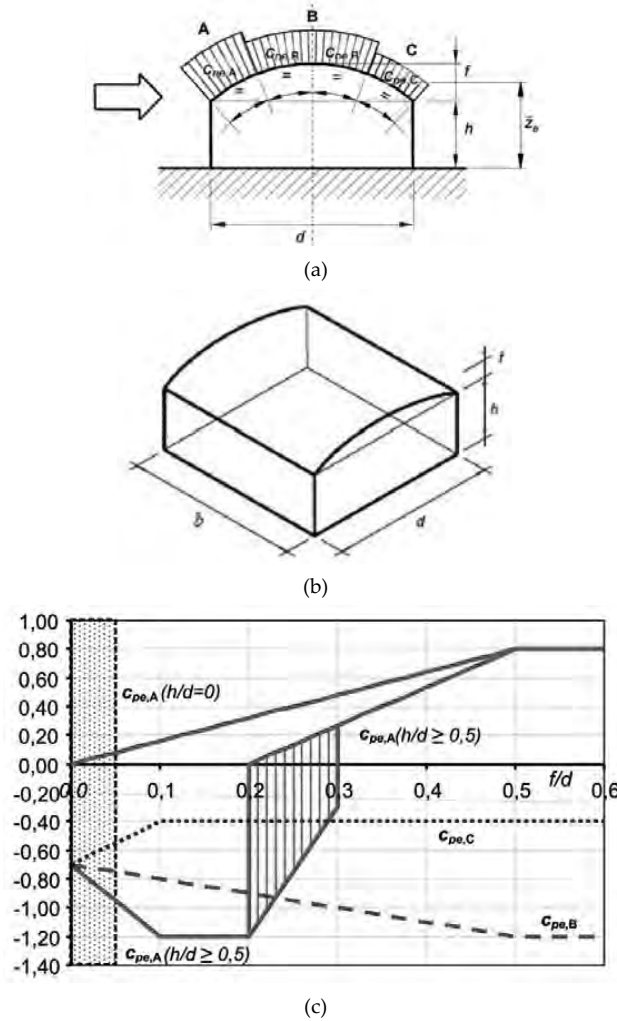 A
B
C
c_pe,A
c_pe,B
c_pe,B
c_pe,C
=
=
=
=
f
h
z̄_e
d
(a)
f
h
b
d
(b)
1,00
0,80
0,60
0,40
0,20
0,00
-0,20
-0,40
-0,60
-0,80
-1,00
-1,20
-1,40
c_pe,A (h/d=0)
c_pe,A (h/d ≥ 0,5)
0,0 0,1 0,2 0,3 0,4 0,5 0,6
f/d
c_pe,C
c_pe,B
c_pe,A (h/d ≥ 0,5)
(c)